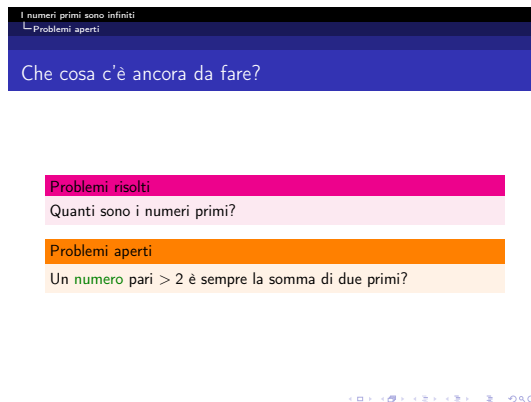 I numeri primi sono infiniti
Problemi aperti
Che cosa c'è ancora da fare?
Problemi risolti
Quanti sono i numeri primi?
Problemi aperti
Un numero pari > 2 è sempre la somma di due primi?